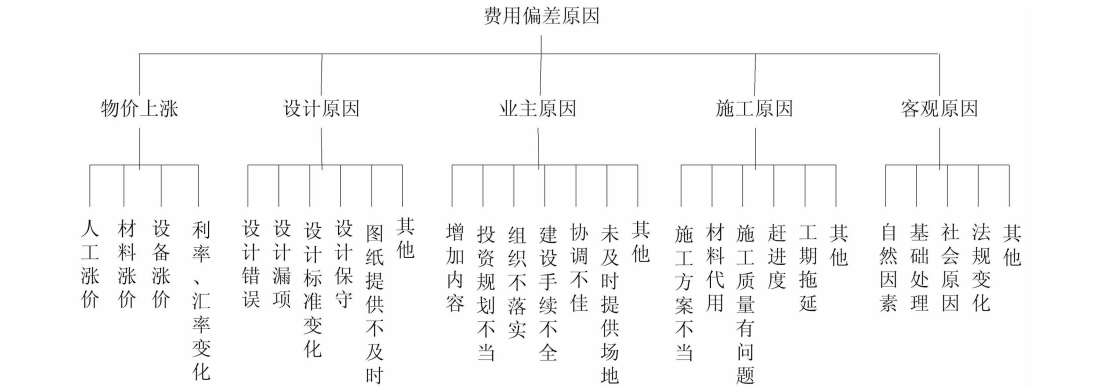 费用偏差原因
物价上涨
设计原因
业主原因
施工原因
客观原因
人工涨价
材料涨价
设备涨价
利率、汇率变化
设计错误
设计漏项
设计标准变化
设计保守
图纸提供不及时
其他
增加内容
投资规划不当
组织不落实
建设手续不全
协调不佳
未及时提供场地
其他
施工方案不当
材料代用
施工质量有问题
赶进度
工期拖延
其他
自然因素
基础处理
社会原因
法规变化
其他